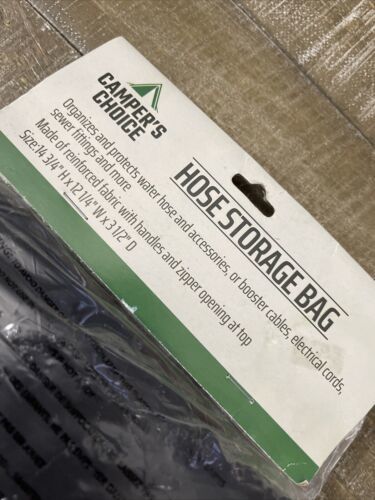 CAMPER'S
CHOICE
HOSE STORAGE BAG
Organizes and protects water hose and accessories, or booster cables, electrical cords,
sewer fittings and more
Made of reinforced fabric with handles and zipper opening at top
Size:14 3/4" H x 12 1/4" W x 3 1/2" D